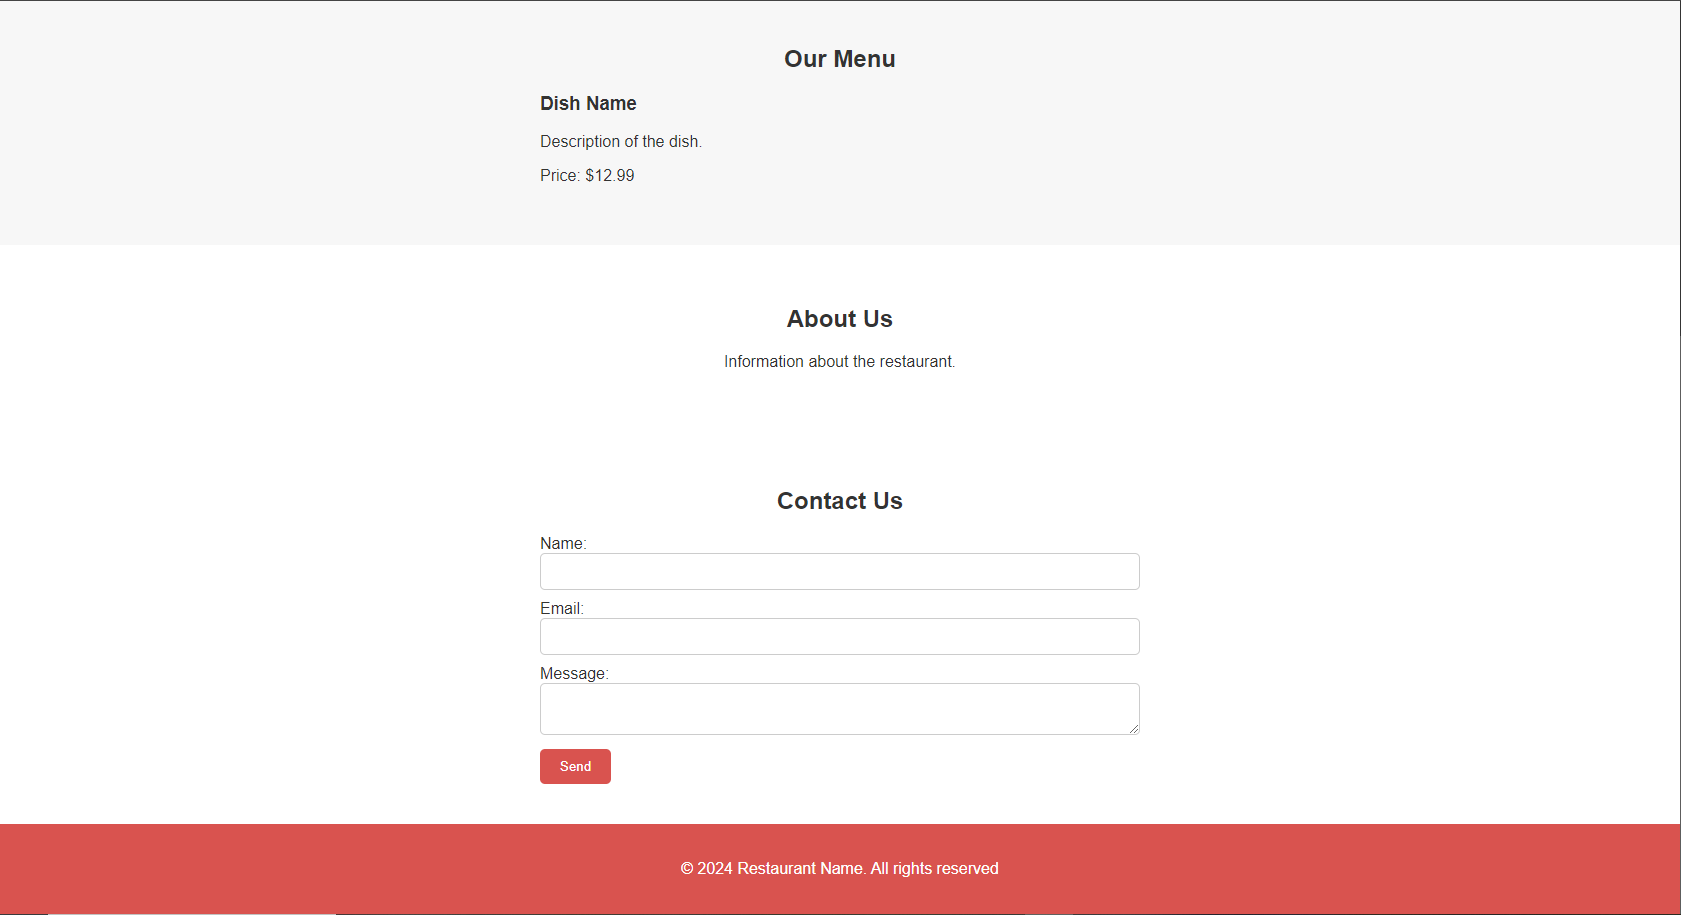 Our Menu
Dish Name
Description of the dish.
Price: $12.99
About Us
Information about the restaurant.
Contact Us
Name:
Email:
Message:
Send
© 2024 Restaurant Name. All rights reserved